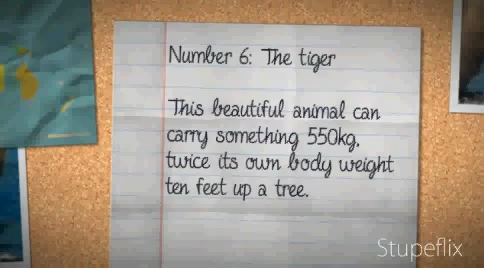 Number 6: The tiger
This beautiful animal can
carry something 550kg,
twice its own body weight
ten feet up a tree.
Stupeflix